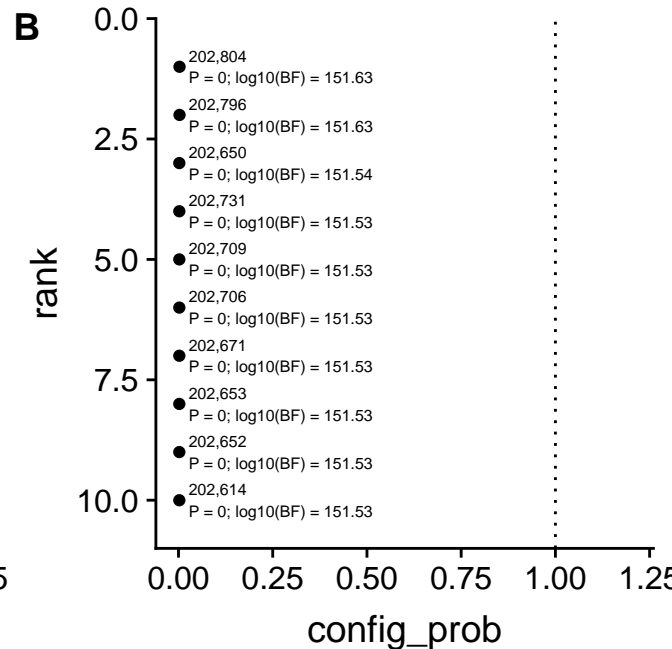 B
0.0
202,804
P = 0; log10(BF) = 151.63
202,796
P = 0; log10(BF) = 151.63
2.5
202,650
P = 0; log10(BF) = 151.54
202,731
P = 0; log10(BF) = 151.53
5.0
202,709
P = 0; log10(BF) = 151.53
rank
202,706
P = 0; log10(BF) = 151.53
202,671
P = 0; log10(BF) = 151.53
7.5
202,653
P = 0; log10(BF) = 151.53
202,652
P = 0; log10(BF) = 151.53
10.0
202,614
P = 0; log10(BF) = 151.53
0.00 0.25 0.50 0.75 1.00 1.25
config_prob